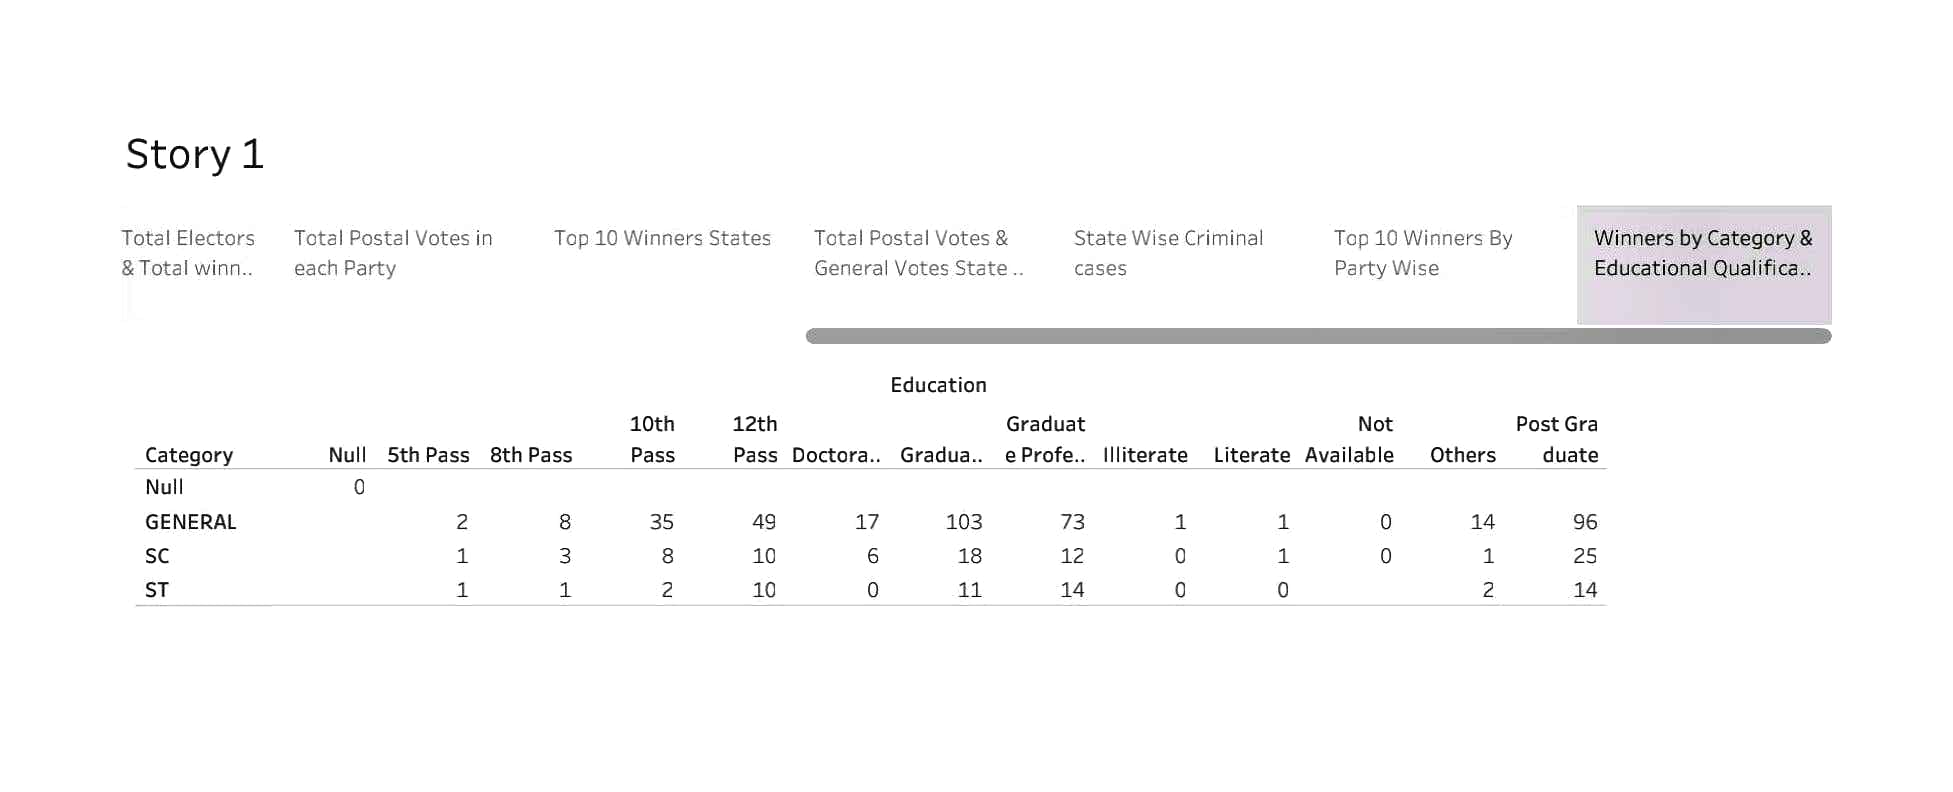 Story 1
Total Electors
& Total winn..
Total Postal Votes in
each Party
Top 10 Winners States
Total Postal Votes &
General Votes State ..
State Wise Criminal
cases
Top 10 Winners By
Party Wise
Winners by Category &
Educational Qualifica..
Education
10th 12th Graduat Not Post Gra
Category Null 5th Pass 8th Pass Pass Pass Doctora.. Gradua.. e Profe.. Illiterate Literate Available Others duate
Null 0
GENERAL 2 8 35 49 17 103 73 1 1 0 14 96
SC 1 3 8 10 6 18 12 0 1 0 1 25
ST 1 1 2 10 0 11 14 0 0 2 14